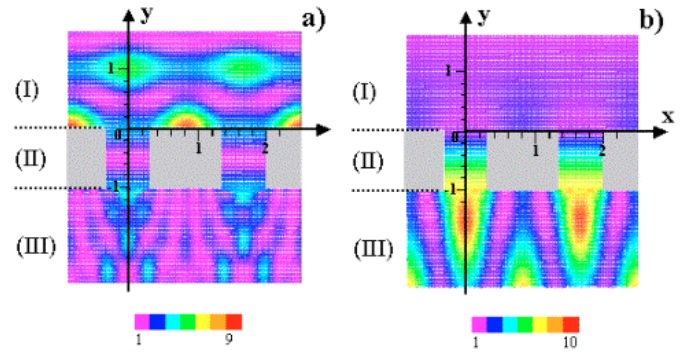 y a)
1
(I)
0 1 2 x
(II)
-1
(III)
1 9
y b)
1
(I)
0 1 2 x
(II)
-1
(III)
1 10